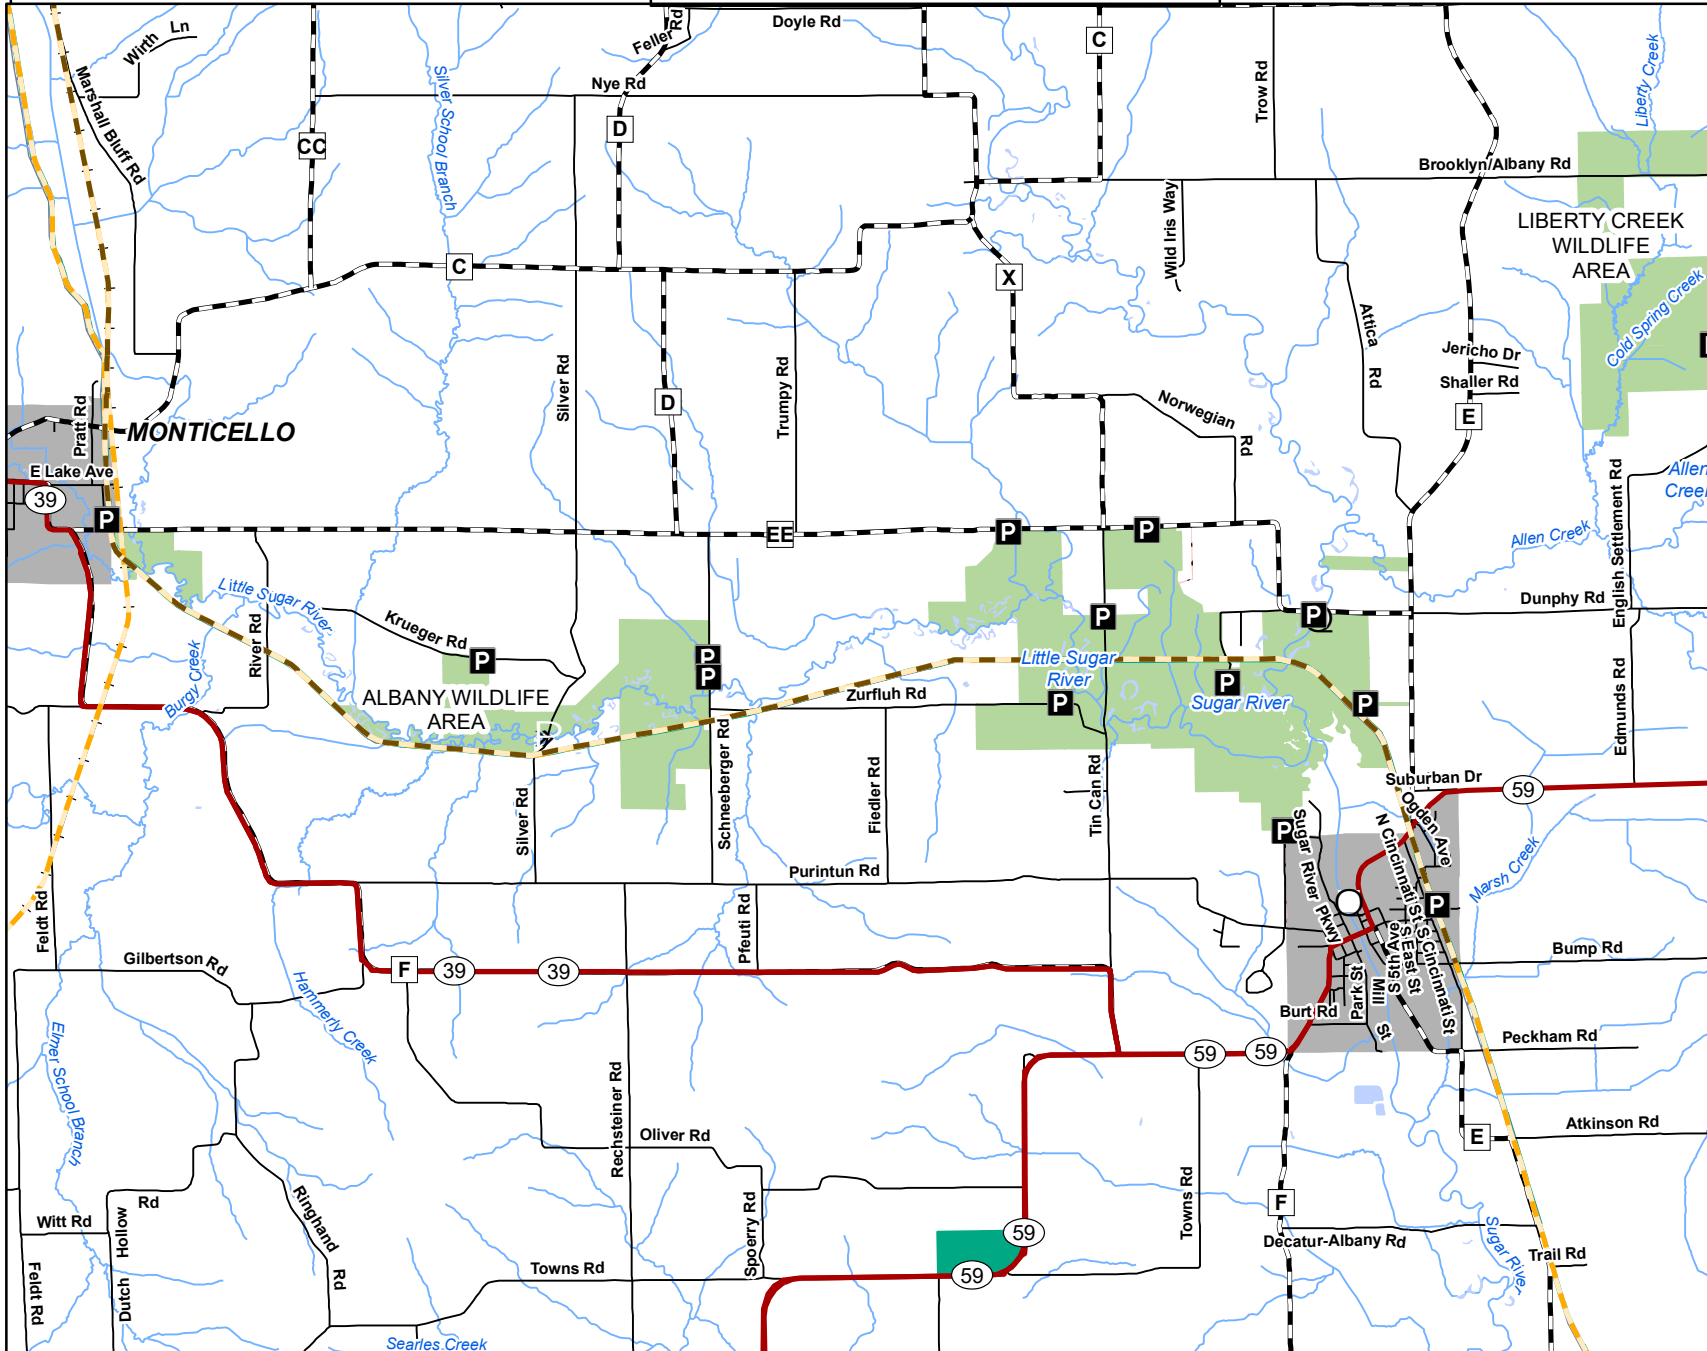 Wirth Ln
Feller Rd
Doyle Rd
C
Marshall Bluff Rd
Silver School Branch
Nye Rd
Trow Rd
Liberty Creek
CC
D
Brooklyn/Albany Rd
Wild Iris Way
LIBERTY CREEK
WILDLIFE
AREA
C
X
Cold Spring Creek
Attica Rd
Jericho Dr
Shaller Rd
Silver Rd
Trumpy Rd
D
Norwegian Rd
E
Pratt Rd
MONTICELLO
E Lake Ave
39
P
EE
P
P
English Settlement Rd
Allen
Allen Creek
Little Sugar River
River Rd
Krueger Rd
P
P
P
P
P
Dunphy Rd
Little Sugar
River
P
P
Sugar River
P
Edmunds Rd
Burgy Creek
ALBANY WILDLIFE
AREA
Zurfluh Rd
Schneeberger Rd
Silver Rd
Fiedler Rd
Tin Can Rd
Suburban Dr
59
Ogden Ave
P
Sugar River Pkwy
N Cincinnati St
Marsh Creek
Purintun Rd
P
Feldt Rd
Pfeuti Rd
Gilbertson Rd
F
39
39
S 5th Ave
S East St
S Cincinnati St
Bump Rd
Park St
Mill St
Burt Rd
Hammerly Creek
Elmer School Branch
59
59
Peckham Rd
Rechsteiner Rd
Oliver Rd
E
Atkinson Rd
Ringhand Rd
Dutch Hollow Rd
Witt Rd
Spoerry Rd
Towns Rd
F
59
Decatur-Albany Rd
Sugar River
Trail Rd
Feldt Rd
Towns Rd
59
Searles Creek